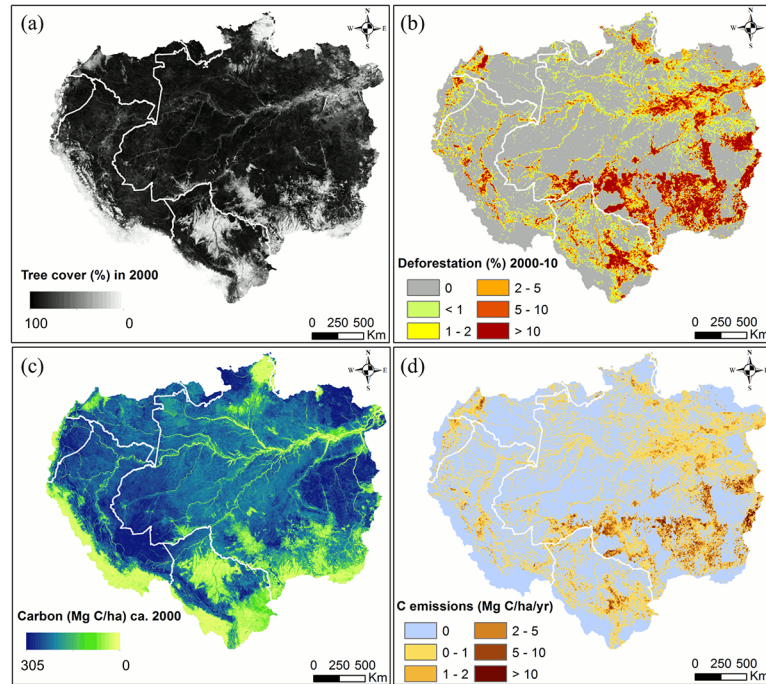 (a)
N
W E
S
Tree cover (%) in 2000
100 0
0 250 500
Km
(b)
N
W E
S
Deforestation (%) 2000-10
0 2 - 5
< 1 5 - 10
1 - 2 > 10
0 250 500
Km
(c)
N
W E
S
Carbon (Mg C/ha) ca. 2000
305 0
0 250 500
Km
(d)
N
W E
S
C emissions (Mg C/ha/yr)
0 2 - 5
0 - 1 5 - 10
1 - 2 > 10
0 250 500
Km